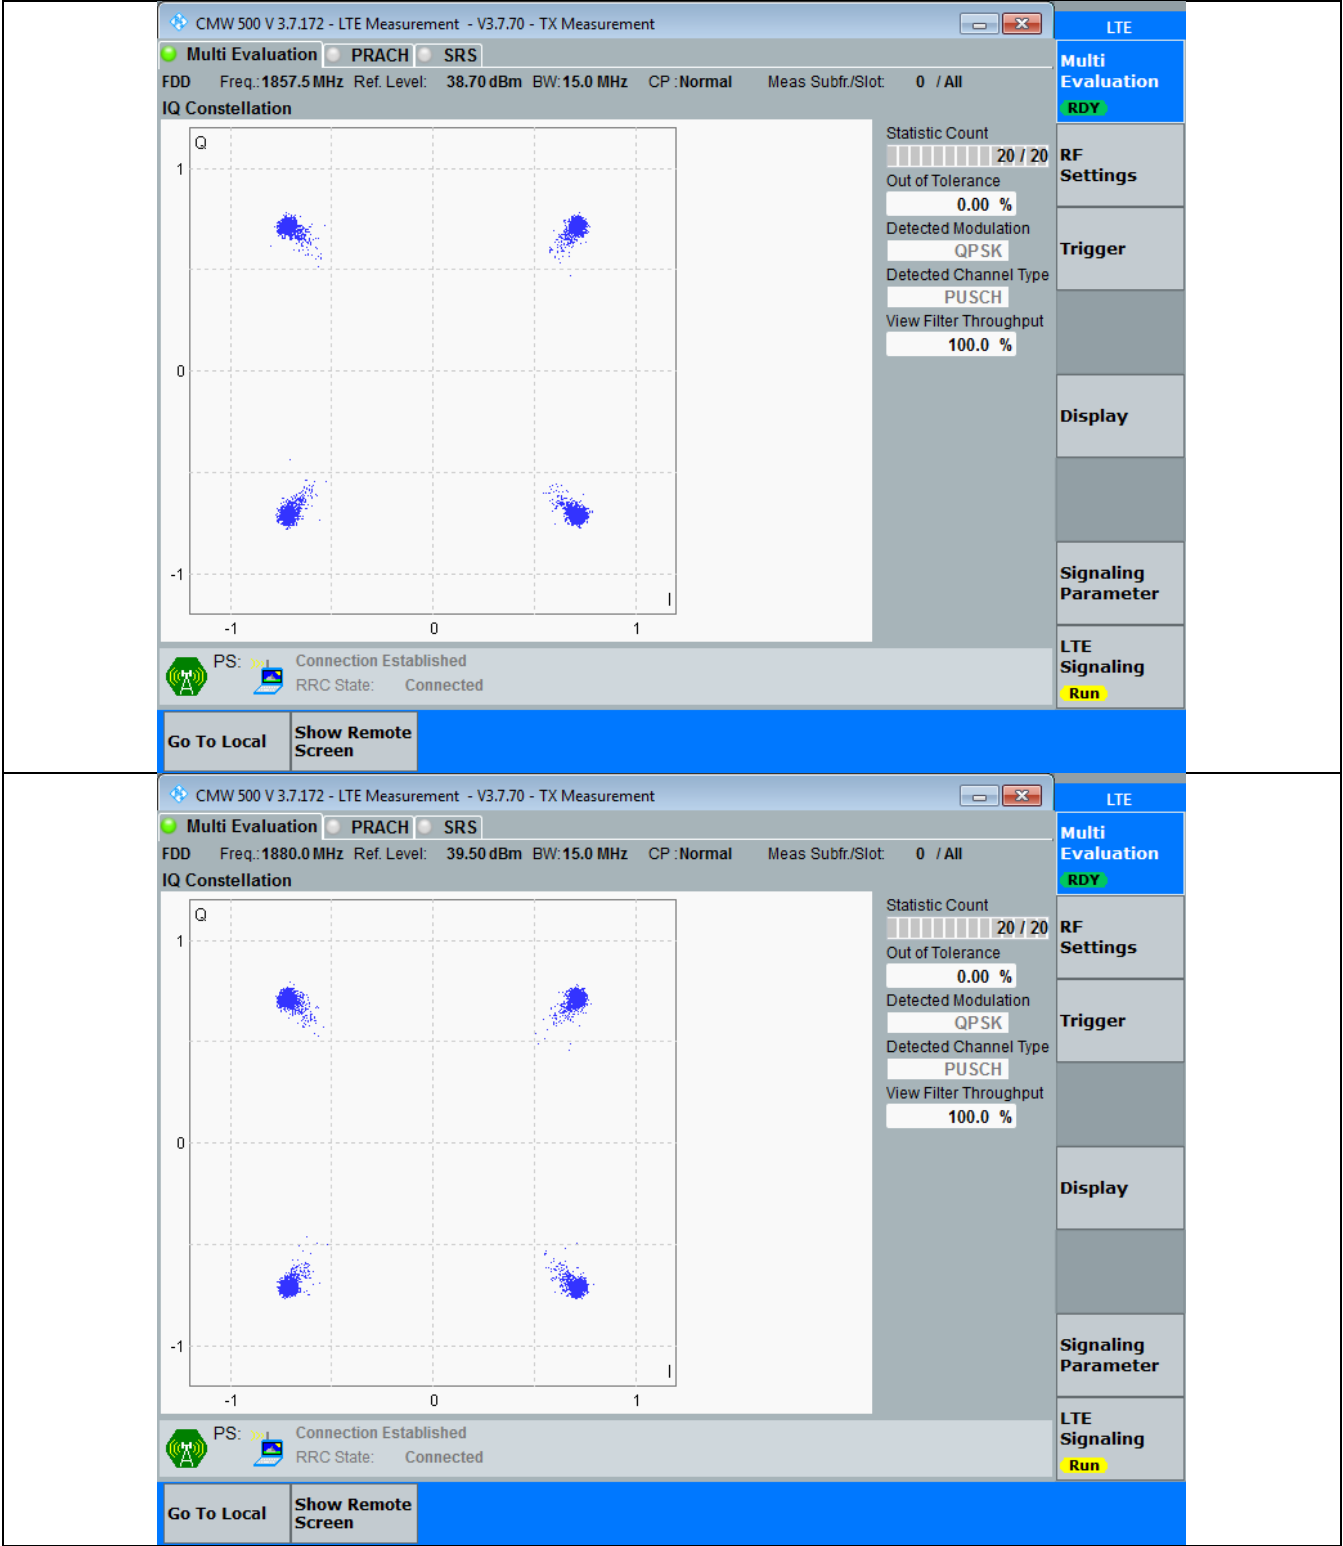 CMW 500 V 3.7.172 - LTE Measurement - V3.7.70 - TX Measurement
LTE
Multi Evaluation PRACH SRS
FDD Freq.: 1857.5 MHz Ref. Level: 38.70 dBm BW: 15.0 MHz CP : Normal Meas Subfr./Slot: 0 / All
IQ Constellation
Q
1
0
-1
I
-1 0 1
Statistic Count
20 / 20
Out of Tolerance
0.00 %
Detected Modulation
QPSK
Detected Channel Type
PUSCH
View Filter Throughput
100.0 %
Multi
Evaluation
RDY
RF
Settings
Trigger
Display
Signaling
Parameter
LTE
Signaling
Run
PS: Connection Established
RRC State: Connected
Go To Local
Show Remote
Screen
CMW 500 V 3.7.172 - LTE Measurement - V3.7.70 - TX Measurement
LTE
Multi Evaluation PRACH SRS
FDD Freq.: 1880.0 MHz Ref. Level: 39.50 dBm BW: 15.0 MHz CP : Normal Meas Subfr./Slot: 0 / All
IQ Constellation
Q
1
0
-1
I
-1 0 1
Statistic Count
20 / 20
Out of Tolerance
0.00 %
Detected Modulation
QPSK
Detected Channel Type
PUSCH
View Filter Throughput
100.0 %
Multi
Evaluation
RDY
RF
Settings
Trigger
Display
Signaling
Parameter
LTE
Signaling
Run
PS: Connection Established
RRC State: Connected
Go To Local
Show Remote
Screen